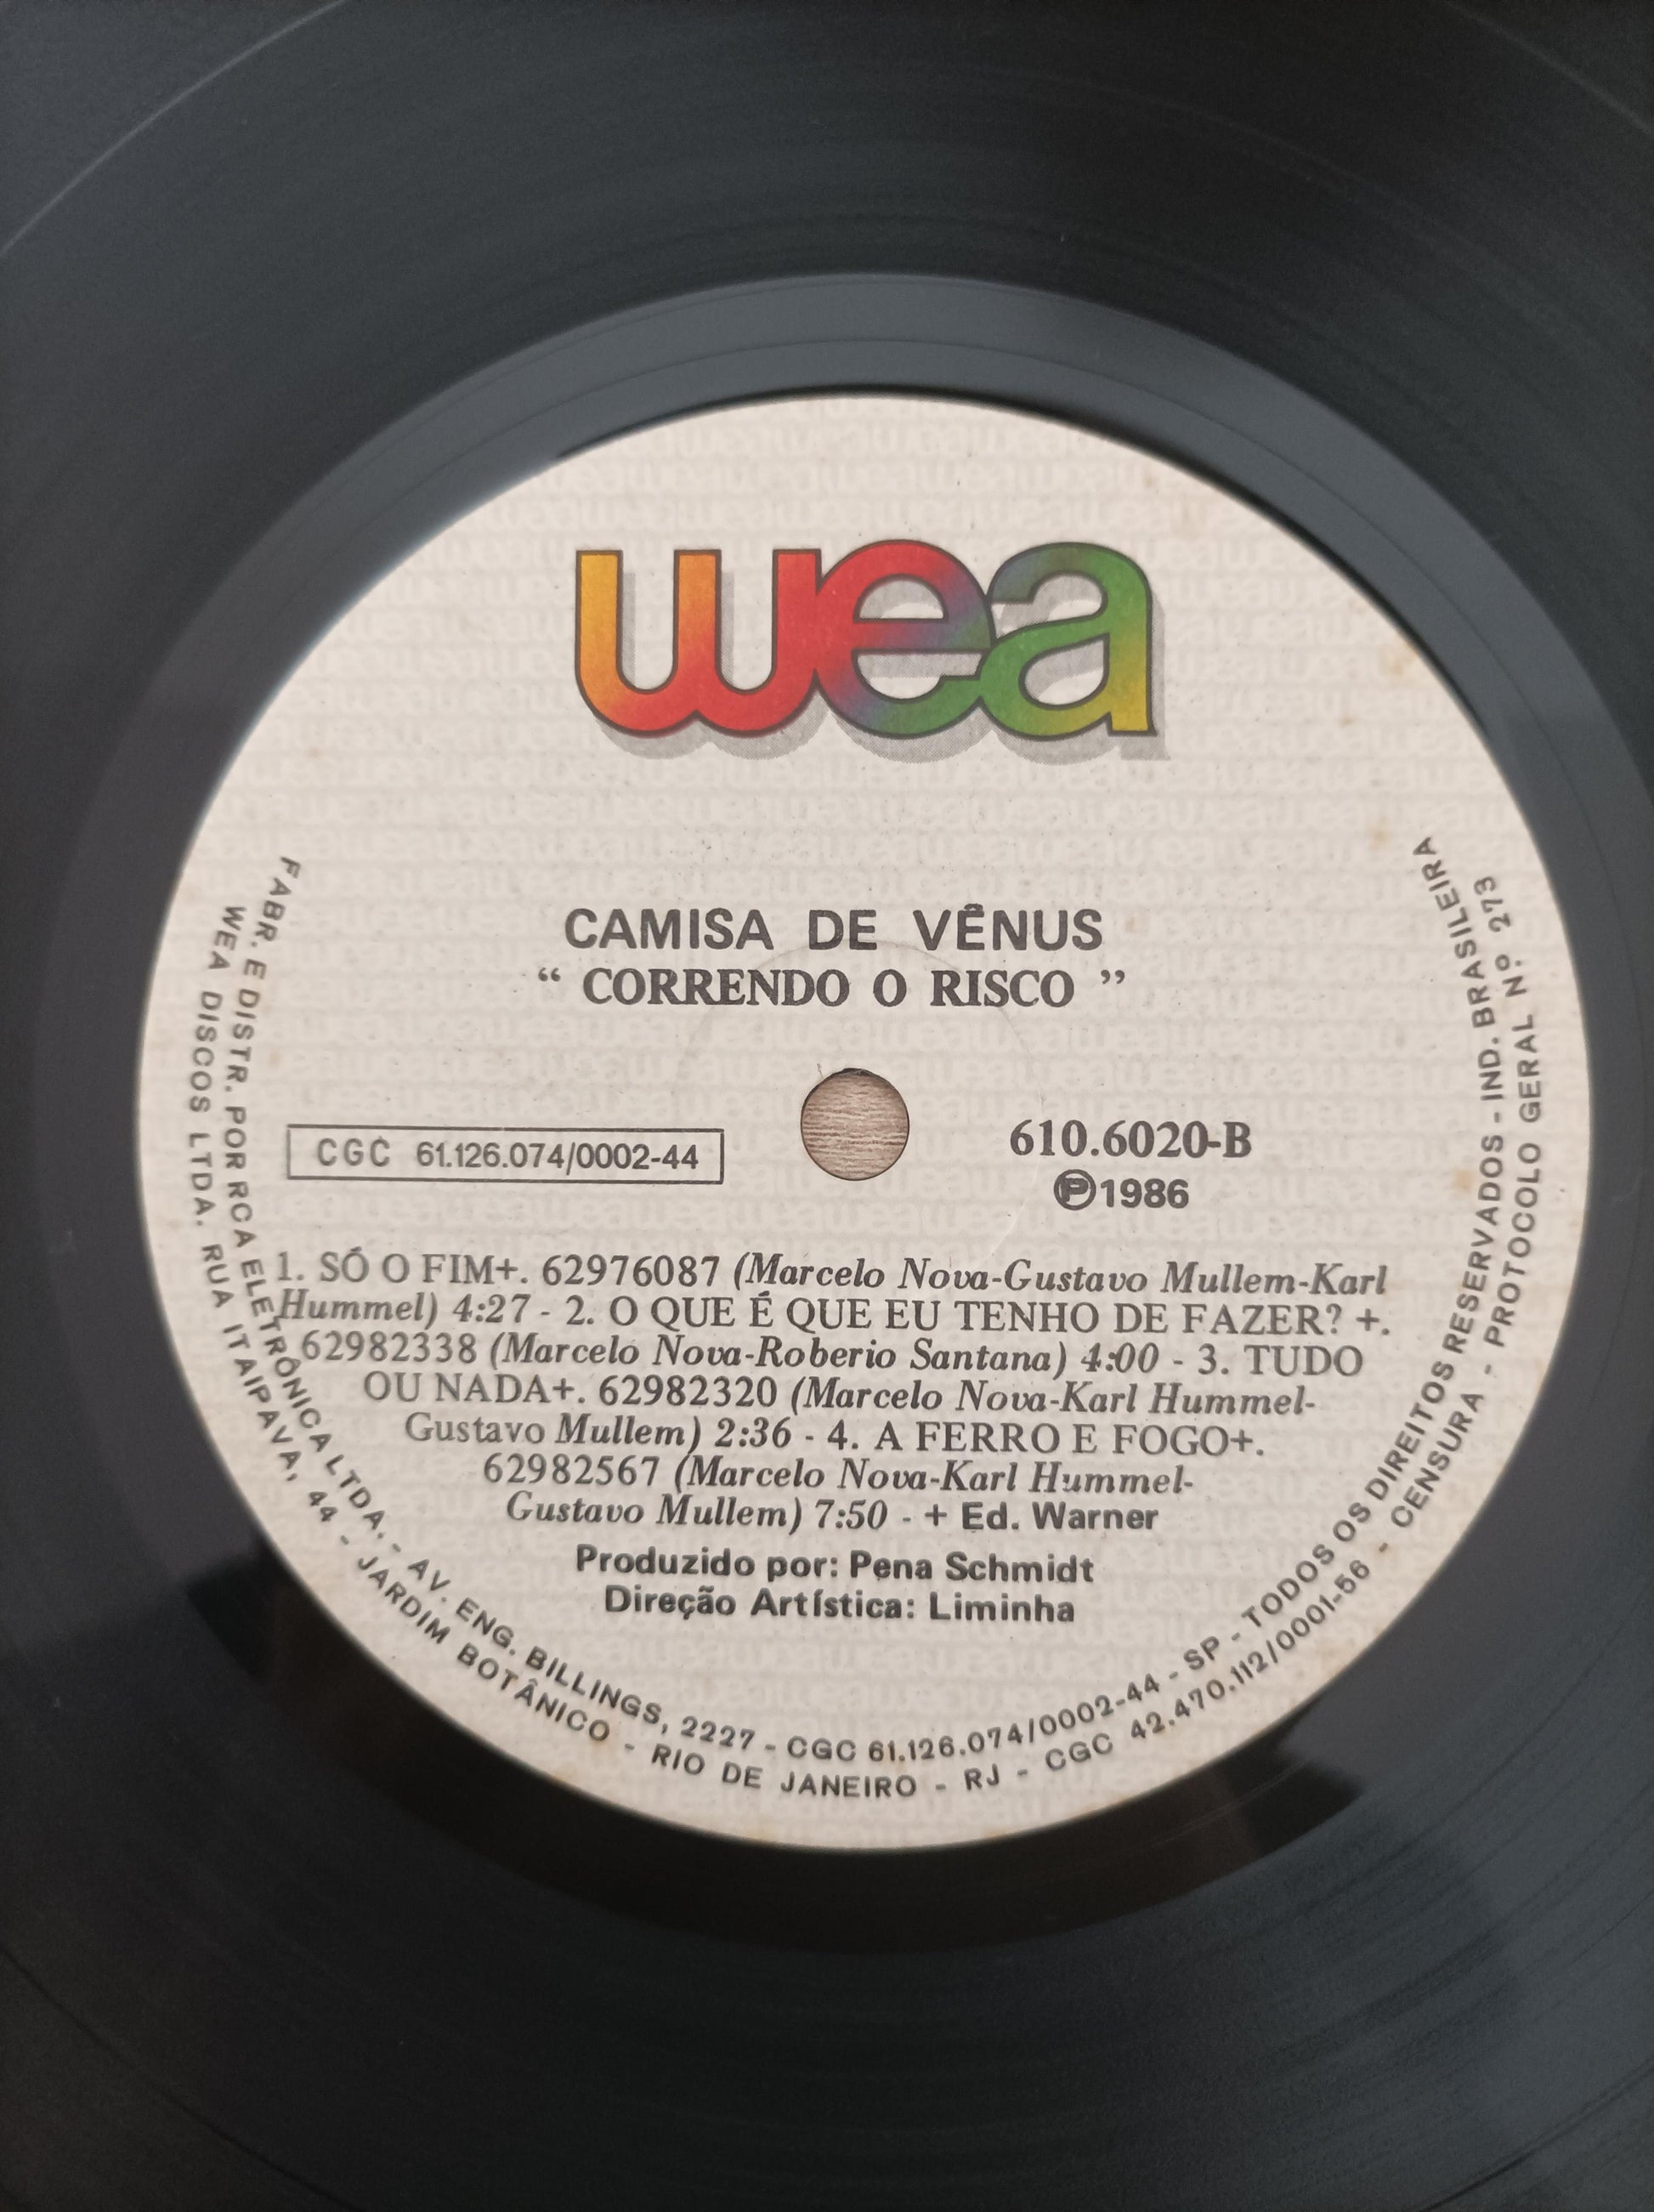 wea
CAMISA DE VÊNUS
“ CORRENDO O RISCO ”
CGC 61.126.074/0002-44
610.6020-B
Ⓟ1986
1. SÓ O FIM+. 62976087 (Marcelo Nova-Gustavo Mullem-Karl
Hummel) 4:27 - 2. O QUE É QUE EU TENHO DE FAZER? +.
62982338 (Marcelo Nova-Roberio Santana) 4:00 - 3. TUDO
OU NADA+. 62982320 (Marcelo Nova-Karl Hummel-
Gustavo Mullem) 2:36 - 4. A FERRO E FOGO+.
62982567 (Marcelo Nova-Karl Hummel-
Gustavo Mullem) 7:50 - + Ed. Warner
Produzido por: Pena Schmidt
Direção Artística: Liminha
FABR. E DISTR. POR RCA ELETRÔNICA LTDA. - AV. ENG. BILLINGS, 2227 - CGC 61.126.074/0002-44 - SP - TODOS OS DIREITOS RESERVADOS - IND. BRASILEIRA
WEA DISCOS LTDA. RUA ITAIPAVA, 44 - JARDIM BOTÂNICO - RIO DE JANEIRO - RJ - CGC 42.470.112/0001-56 - CENSURA - PROTOCOLO GERAL Nº 273